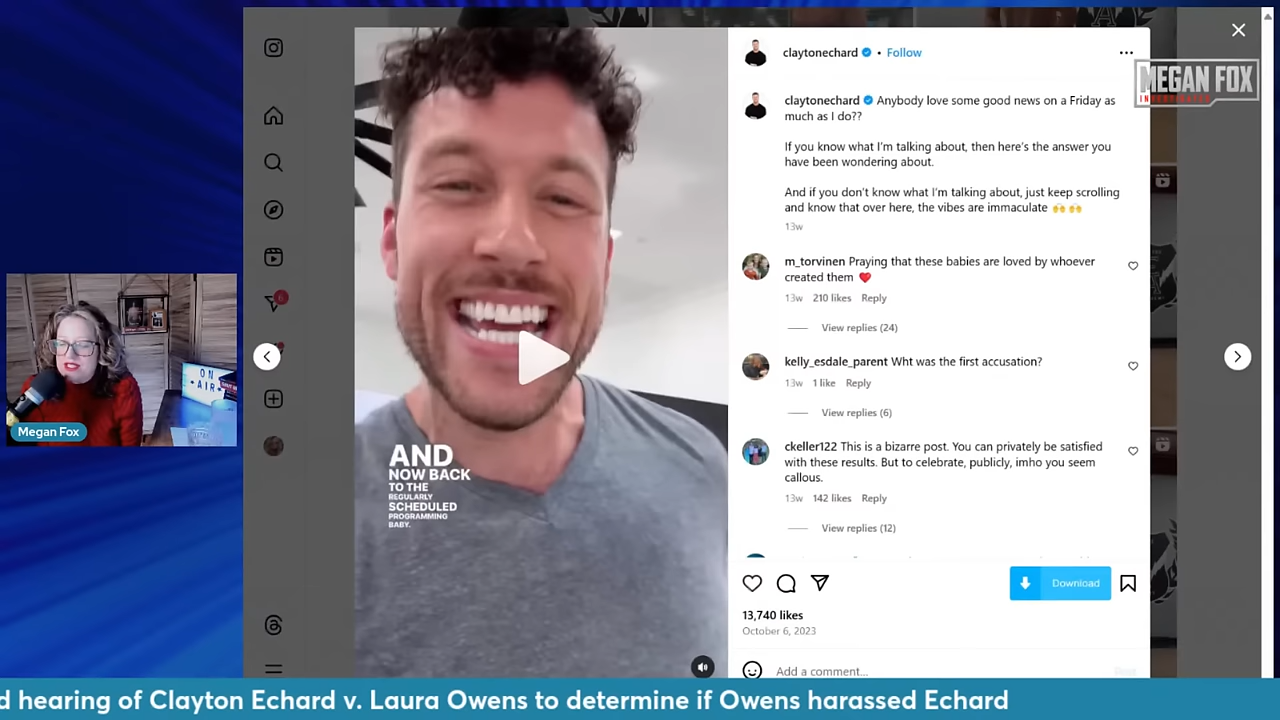 claytonechard • Follow
MEGAN FOX
INVESTIGATES
claytonechard Anybody love some good news on a Friday as
much as I do??
If you know what I'm talking about, then here's the answer you
have been wondering about.
And if you don't know what I'm talking about, just keep scrolling
and know that over here, the vibes are immaculate 🙌 🙌
13w
m_torvinen Praying that these babies are loved by whoever
created them ❤️
13w 210 likes Reply
View replies (24)
kelly_esdale_parent Wht was the first accusation?
13w 1 like Reply
View replies (6)
ckeller122 This is a bizarre post. You can privately be satisfied
with these results. But to celebrate, publicly, imho you seem
callous.
13w 142 likes Reply
View replies (12)
Download
13,740 likes
October 6, 2023
Add a comment...
AND
NOW BACK
TO THE
REGULARLY
SCHEDULED
PROGRAMMING
BABY.
6
ON
AIR
Megan Fox
d hearing of Clayton Echard v. Laura Owens to determine if Owens harassed Echard